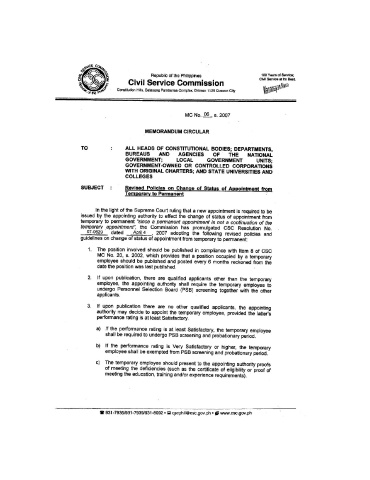 Republic of the Philippines
Civil Service Commission
Constitution Hills, Batasang Pambansa Complex, Diliman 1126 Quezon City
100 Years of Service;
Civil Service at its Best.
MC No. 06, s. 2007
MEMORANDUM CIRCULAR
TO : ALL HEADS OF CONSTITUTIONAL BODIES; DEPARTMENTS,
BUREAUS AND AGENCIES OF THE NATIONAL
GOVERNMENT; LOCAL GOVERNMENT UNITS;
GOVERNMENT-OWNED OR CONTROLLED CORPORATIONS
WITH ORIGINAL CHARTERS; AND STATE UNIVERSITIES AND
COLLEGES
SUBJECT : Revised Policies on Change of Status of Appointment from
Temporary to Permanent
In the light of the Supreme Court ruling that a new appointment is required to be
issued by the appointing authority to effect the change of status of appointment from
temporary to permanent "since a permanent appointment is not a continuation of the
temporary appointment", the Commission has promulgated CSC Resolution No.
dated April 4 2007 adopting the following revised policies and
guidelines on change of status of appointment from temporary to permanent:
1. The position involved should be published in compliance with Item 8 of CSC
MC No. 20, s. 2002, which provides that a position occupied by a temporary
employee should be published and posted every 6 months reckoned from the
date the position was last published.
2. If upon publication, there are qualified applicants other than the temporary
employee, the appointing authority shall require the temporary employee to
undergo Personnel Selection Board (PSB) screening together with the other
applicants.
3. If upon publication there are no other qualified applicants, the appointing
authority may decide to appoint the temporary employee, provided the latter's
performance rating is at least Satisfactory.
a) If the performance rating is at least Satisfactory, the temporary employee
shall be required to undergo PSB screening and probationary period.
b) If the performance rating is Very Satisfactory or higher, the temporary
employee shall be exempted from PSB screening and probationary period.
c) The temporary employee should present to the appointing authority proofs
of meeting the deficiencies (such as the certificate of eligibility or proof of
meeting the education, training and/or experience requirements).
www.csc.gov.ph